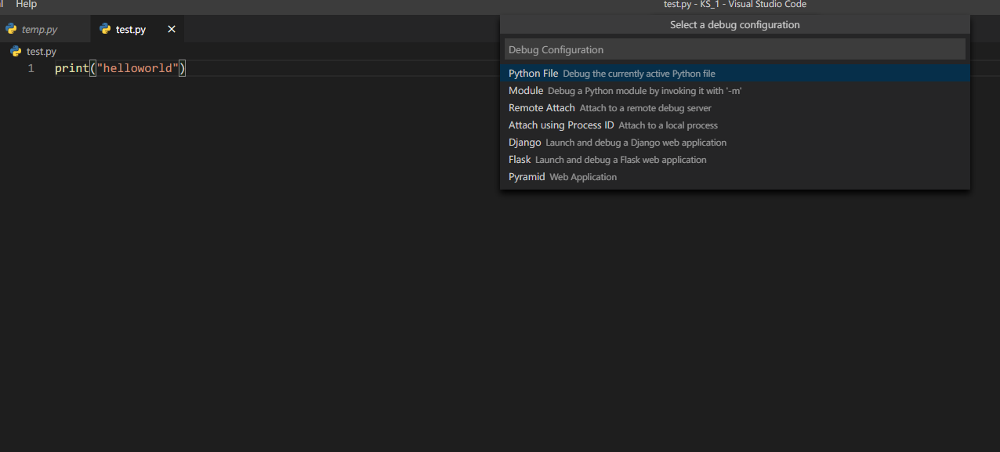 Help
test.py - KS_1 - Visual Studio Code
temp.py
test.py
test.py
1 print("helloworld")
Select a debug configuration
Debug Configuration
Python File Debug the currently active Python file
Module Debug a Python module by invoking it with '-m'
Remote Attach Attach to a remote debug server
Attach using Process ID Attach to a local process
Django Launch and debug a Django web application
Flask Launch and debug a Flask web application
Pyramid Web Application